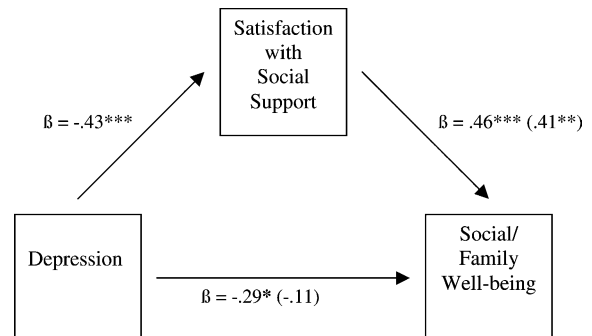 Satisfaction
with
Social
Support
ß = -.43***
ß = .46*** (.41**)
Depression
Social/
Family
Well-being
ß = -.29* (-.11)